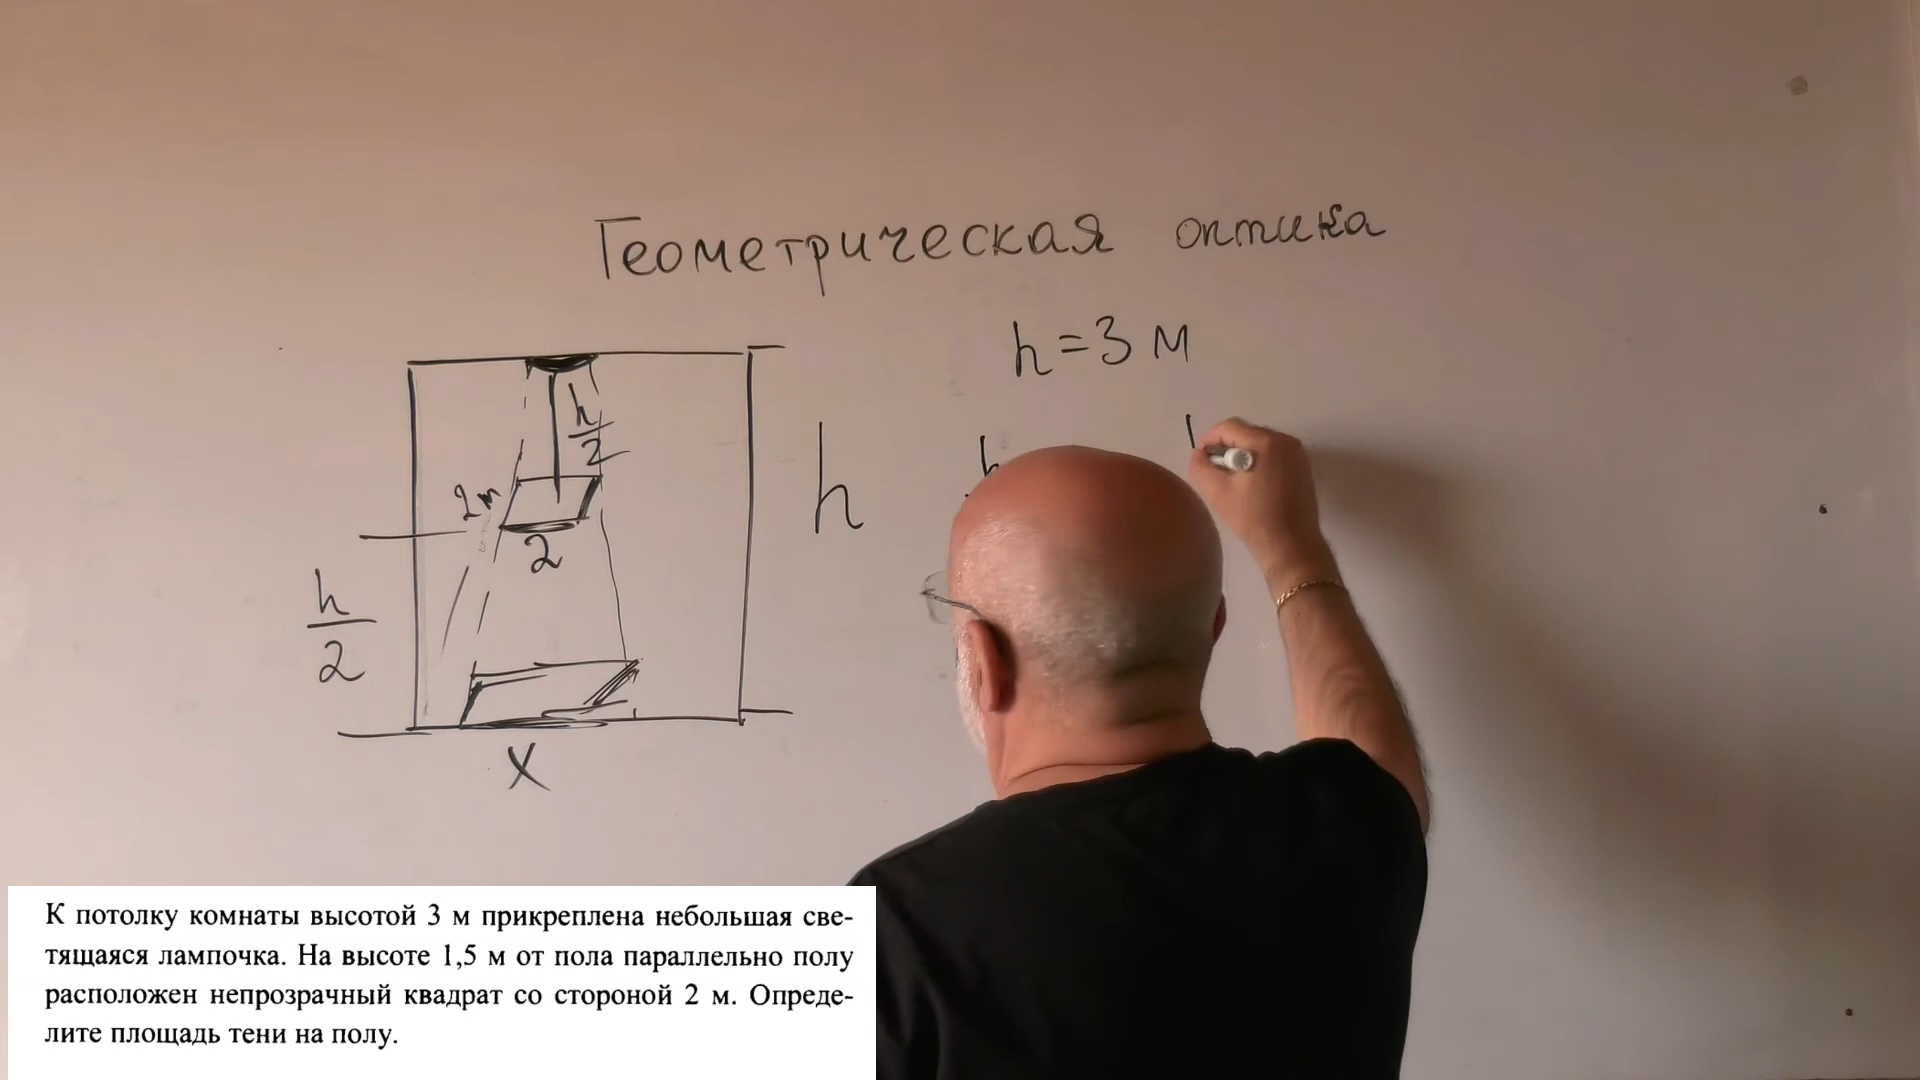 Геометрическая оптика
h = 3 м
h
2
2м
2
h
h
h
2
x
К потолку комнаты высотой 3 м прикреплена небольшая све-
тящаяся лампочка. На высоте 1,5 м от пола параллельно полу
расположен непрозрачный квадрат со стороной 2 м. Опреде-
лите площадь тени на полу.